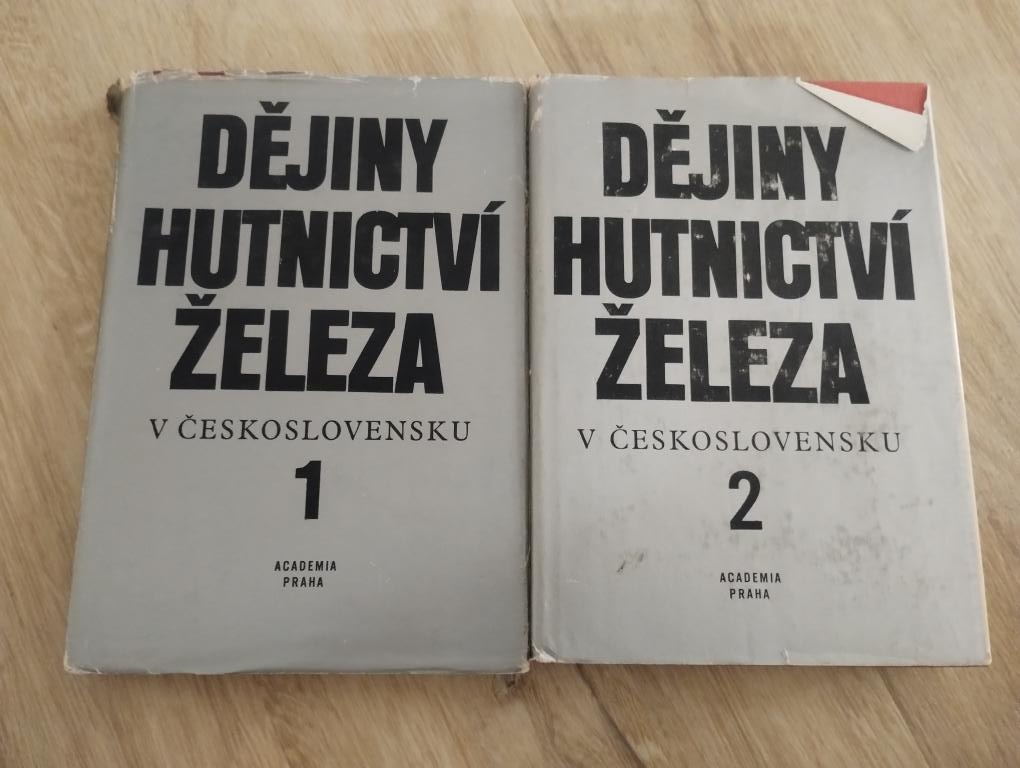 DĚJINY
HUTNICTVÍ
ŽELEZA
V ČESKOSLOVENSKU
1
ACADEMIA
PRAHA
DĚJINY
HUTNICTVÍ
ŽELEZA
V ČESKOSLOVENSKU
2
ACADEMIA
PRAHA